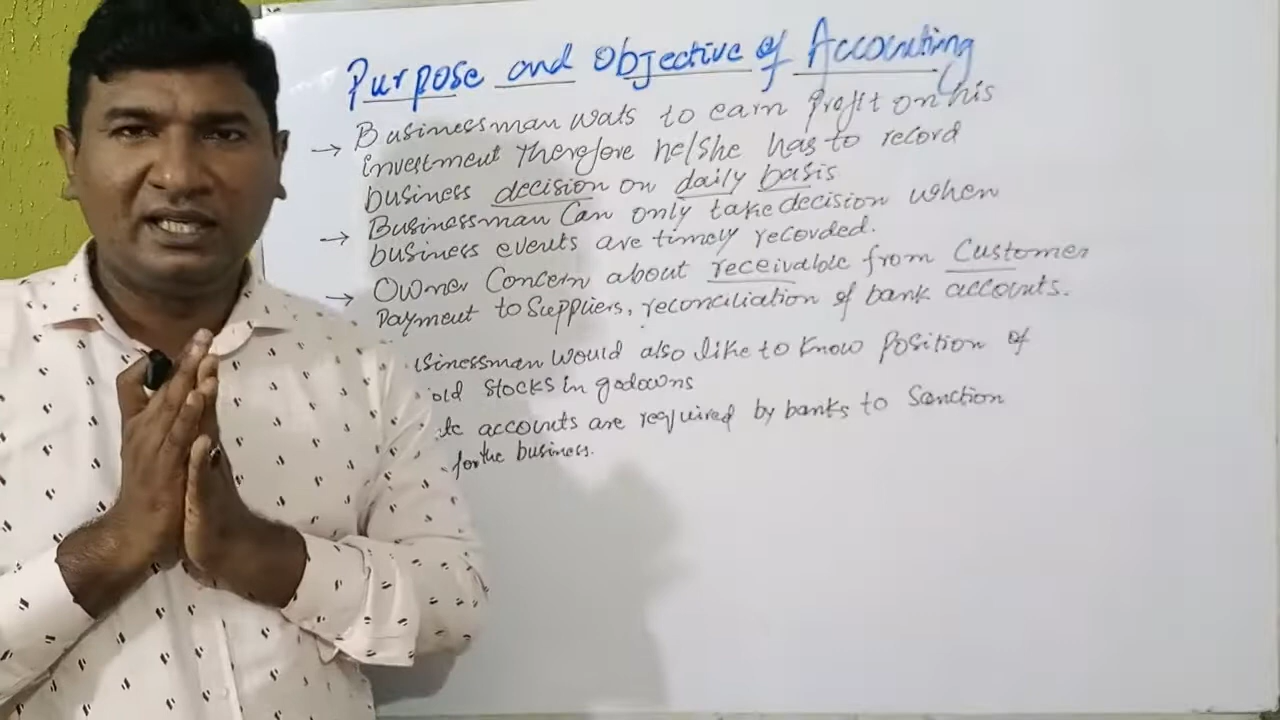 Purpose and Objective of Accounting
→ Businessman wats to earn profit on his
investment Therefore he/she has to record
business decision on daily basis
→ Businessman Can only take decision when
business events are timely recorded.
→ Owner Concern about receivable from Customer
Payment to Suppliers, reconciliation of bank accounts.
usinessman would also like to know Position of
old stocks in godowns
accounts are required by banks to Sanction
for the business.